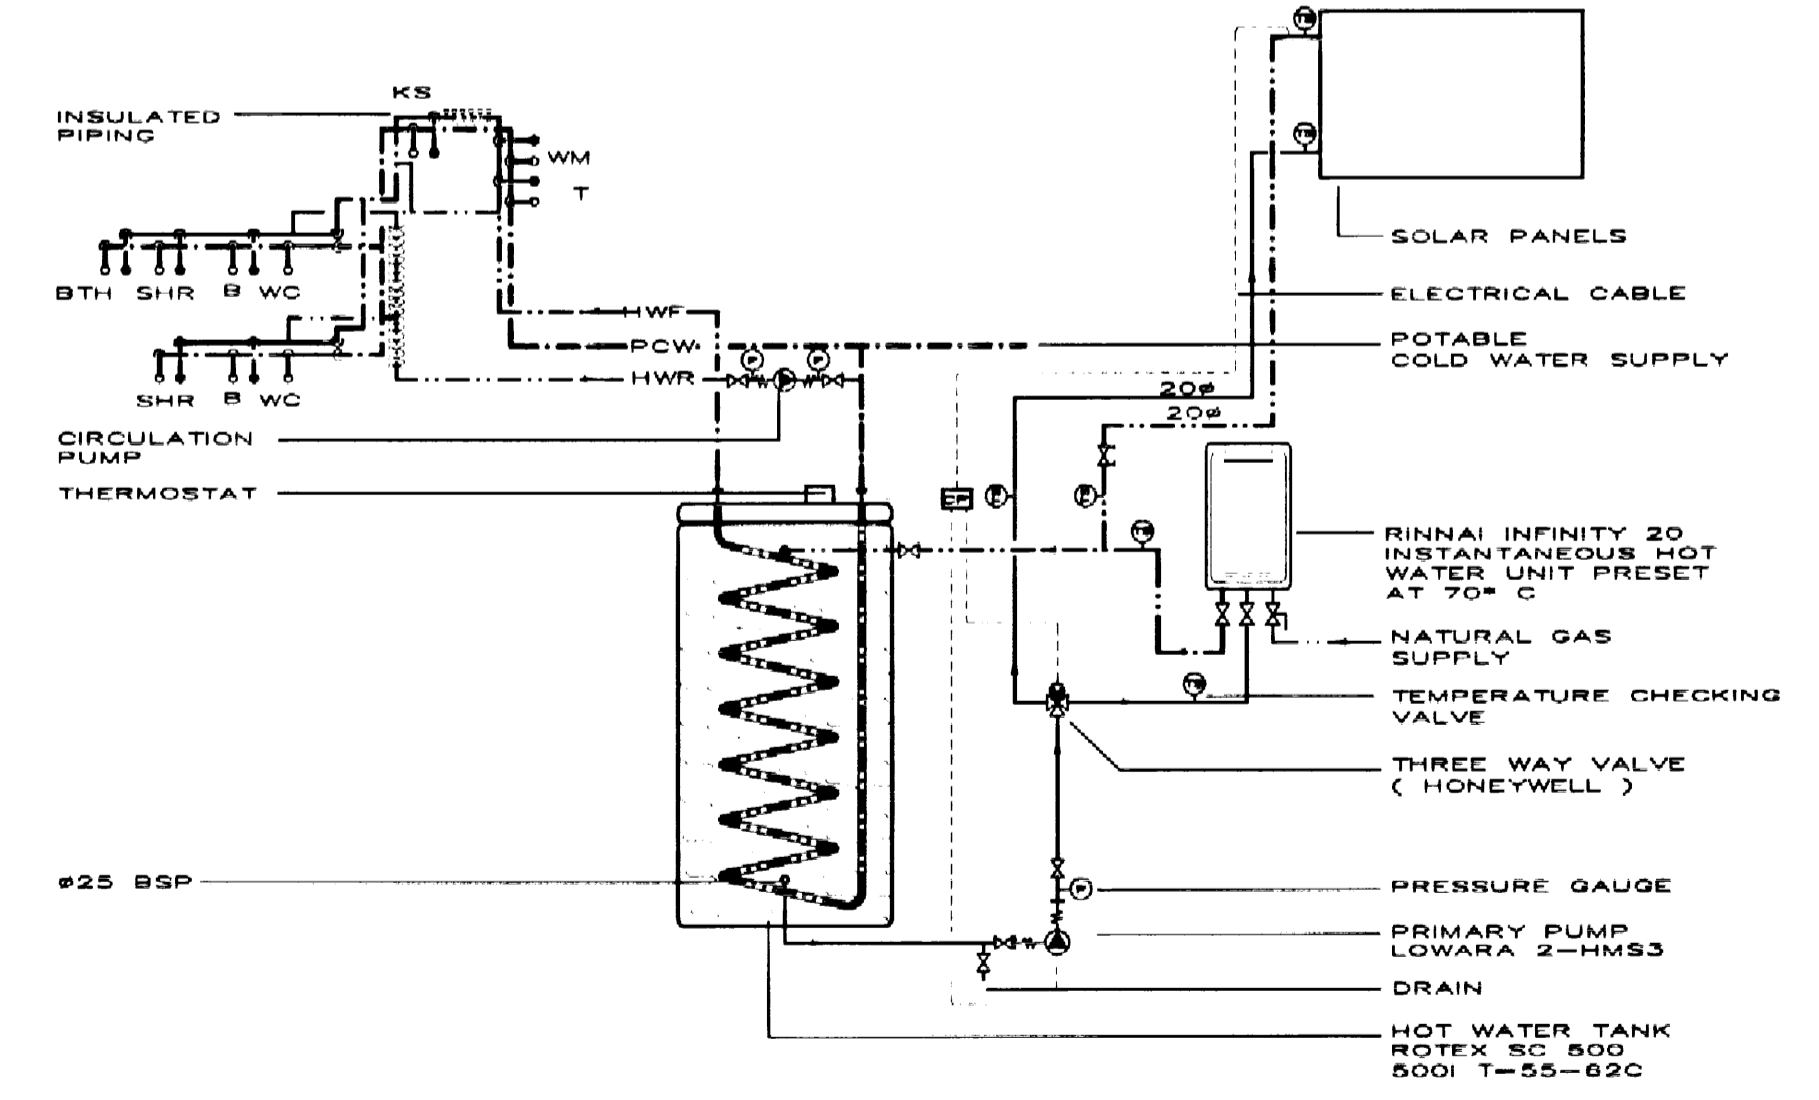 KS
INSULATED
PIPING
WM
T
BTH SHR B WC
SHR B WC
HWF
PCW
HWR
CIRCULATION
PUMP
THERMOSTAT
ø25 BSP
P
P
20ø
20ø
SOLAR PANELS
ELECTRICAL CABLE
POTABLE
COLD WATER SUPPLY
RINNAI INFINITY 20
INSTANTANEOUS HOT
WATER UNIT PRESET
AT 70° C
NATURAL GAS
SUPPLY
TEMPERATURE CHECKING
VALVE
THREE WAY VALVE
( HONEYWELL )
P
PRESSURE GAUGE
PRIMARY PUMP
LOWARA 2-HMS3
DRAIN
HOT WATER TANK
ROTEX SC 500
500l T-55-62C